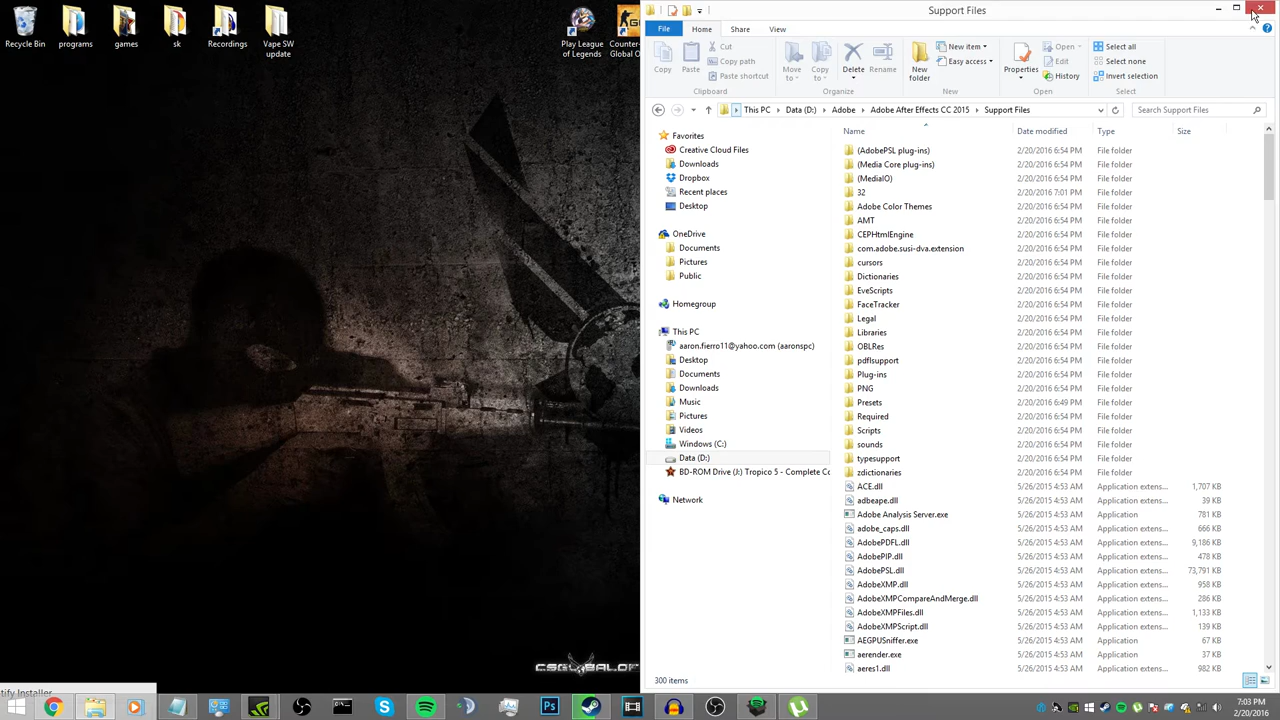 Support Files
File
Home
Share
View
Copy
Paste
Cut
Copy path
Paste shortcut
Clipboard
Move to
Copy to
Delete
Rename
Organize
New folder
New item
Easy access
New
Properties
Open
Edit
History
Open
Select all
Select none
Invert selection
Select
This PC
Data (D:)
Adobe
Adobe After Effects CC 2015
Support Files
Search Support Files
Recycle Bin
programs
games
sk
Recordings
Vape SW update
Play League of Legends
Counter-
Global O
Favorites
Creative Cloud Files
Downloads
Dropbox
Recent places
Desktop
OneDrive
Documents
Pictures
Public
Homegroup
This PC
aaron.fierro11@yahoo.com (aaronspc)
Desktop
Documents
Downloads
Music
Pictures
Videos
Windows (C:)
Data (D:)
BD-ROM Drive (J:) Tropico 5 - Complete Co
Network
Name Date modified Type Size
(AdobePSL plug-ins) 2/20/2016 6:54 PM File folder
(Media Core plug-ins) 2/20/2016 6:54 PM File folder
(MediaIO) 2/20/2016 6:54 PM File folder
32 2/20/2016 7:01 PM File folder
Adobe Color Themes 2/20/2016 6:54 PM File folder
AMT 2/20/2016 6:54 PM File folder
CEPHtmlEngine 2/20/2016 6:54 PM File folder
com.adobe.susi-dva.extension 2/20/2016 6:54 PM File folder
cursors 2/20/2016 6:54 PM File folder
Dictionaries 2/20/2016 6:54 PM File folder
EveScripts 2/20/2016 6:54 PM File folder
FaceTracker 2/20/2016 6:54 PM File folder
Legal 2/20/2016 6:54 PM File folder
Libraries 2/20/2016 6:54 PM File folder
OBLRes 2/20/2016 6:54 PM File folder
pdflsupport 2/20/2016 6:54 PM File folder
Plug-ins 2/20/2016 6:54 PM File folder
PNG 2/20/2016 6:54 PM File folder
Presets 2/20/2016 6:49 PM File folder
Required 2/20/2016 6:54 PM File folder
Scripts 2/20/2016 6:54 PM File folder
sounds 2/20/2016 6:54 PM File folder
typesupport 2/20/2016 6:54 PM File folder
zdictionaries 2/20/2016 6:54 PM File folder
ACE.dll 5/26/2015 4:53 AM Application extens... 1,707 KB
adbeape.dll 5/26/2015 4:53 AM Application extens... 39 KB
Adobe Analysis Server.exe 5/26/2015 4:53 AM Application 781 KB
adobe_caps.dll 5/26/2015 4:53 AM Application extens... 666 KB
AdobePDFL.dll 5/26/2015 4:53 AM Application extens... 9,186 KB
AdobePIP.dll 5/26/2015 4:53 AM Application extens... 478 KB
AdobePSL.dll 5/26/2015 4:53 AM Application extens... 73,791 KB
AdobeXMP.dll 5/26/2015 4:53 AM Application extens... 958 KB
AdobeXMPCompareAndMerge.dll 5/26/2015 4:53 AM Application extens... 286 KB
AdobeXMPFiles.dll 5/26/2015 4:53 AM Application extens... 1,133 KB
AdobeXMPScript.dll 5/26/2015 4:53 AM Application extens... 139 KB
AEGPUSniffer.exe 5/26/2015 4:53 AM Application 67 KB
aerender.exe 5/26/2015 4:53 AM Application 37 KB
aeres1.dll 5/26/2015 4:53 AM Application extens... 982 KB
300 items
tify Installer
Ps
7:03 PM
2/20/2016